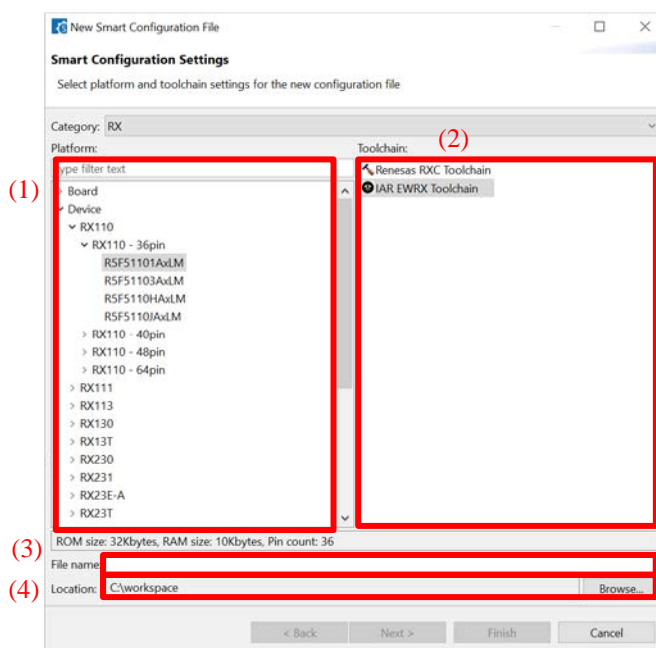 New Smart Configuration File
Smart Configuration Settings
Select platform and toolchain settings for the new configuration file
Category: RX
(2)
Platform:
Toolchain:
(1)
type filter text
Board
Device
RX110
RX110 - 36pin
R5F51101AxLM
R5F51103AxLM
R5F5110HAxLM
R5F5110JAxLM
RX110 - 40pin
RX110 - 48pin
RX110 - 64pin
RX111
RX113
RX130
RX13T
RX230
RX231
RX23E-A
RX23T
Renesas RXC Toolchain
IAR EWRX Toolchain
ROM size: 32Kbytes, RAM size: 10Kbytes, Pin count: 36
(3)
File name:
(4)
Location: C:\workspace Browse...
< Back Next > Finish Cancel